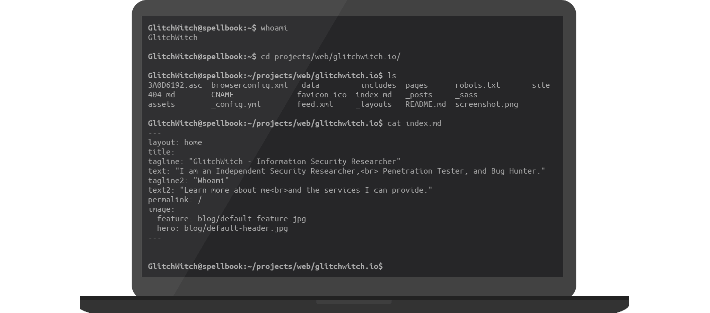 GlitchWitch@spellbook:~$ whoami
GlitchWitch
GlitchWitch@spellbook:~$ cd projects/web/glitchwitch.io/
GlitchWitch@spellbook:~/projects/web/glitchwitch.io$ ls
3A0D6192.asc browserconfig.xml _data _includes pages robots.txt _site
404.md CNAME favicon.ico index.md _posts _sass
assets _config.yml feed.xml _layouts README.md screenshot.png
GlitchWitch@spellbook:~/projects/web/glitchwitch.io$ cat index.md
---
layout: home
title:
tagline: "GlitchWitch - Information Security Researcher"
text: "I am an Independent Security Researcher,<br> Penetration Tester, and Bug Hunter."
tagline2: "Whoami"
text2: "Learn more about me<br>and the services I can provide."
permalink: /
image:
feature: blog/default-feature.jpg
hero: blog/default-header.jpg
---
GlitchWitch@spellbook:~/projects/web/glitchwitch.io$